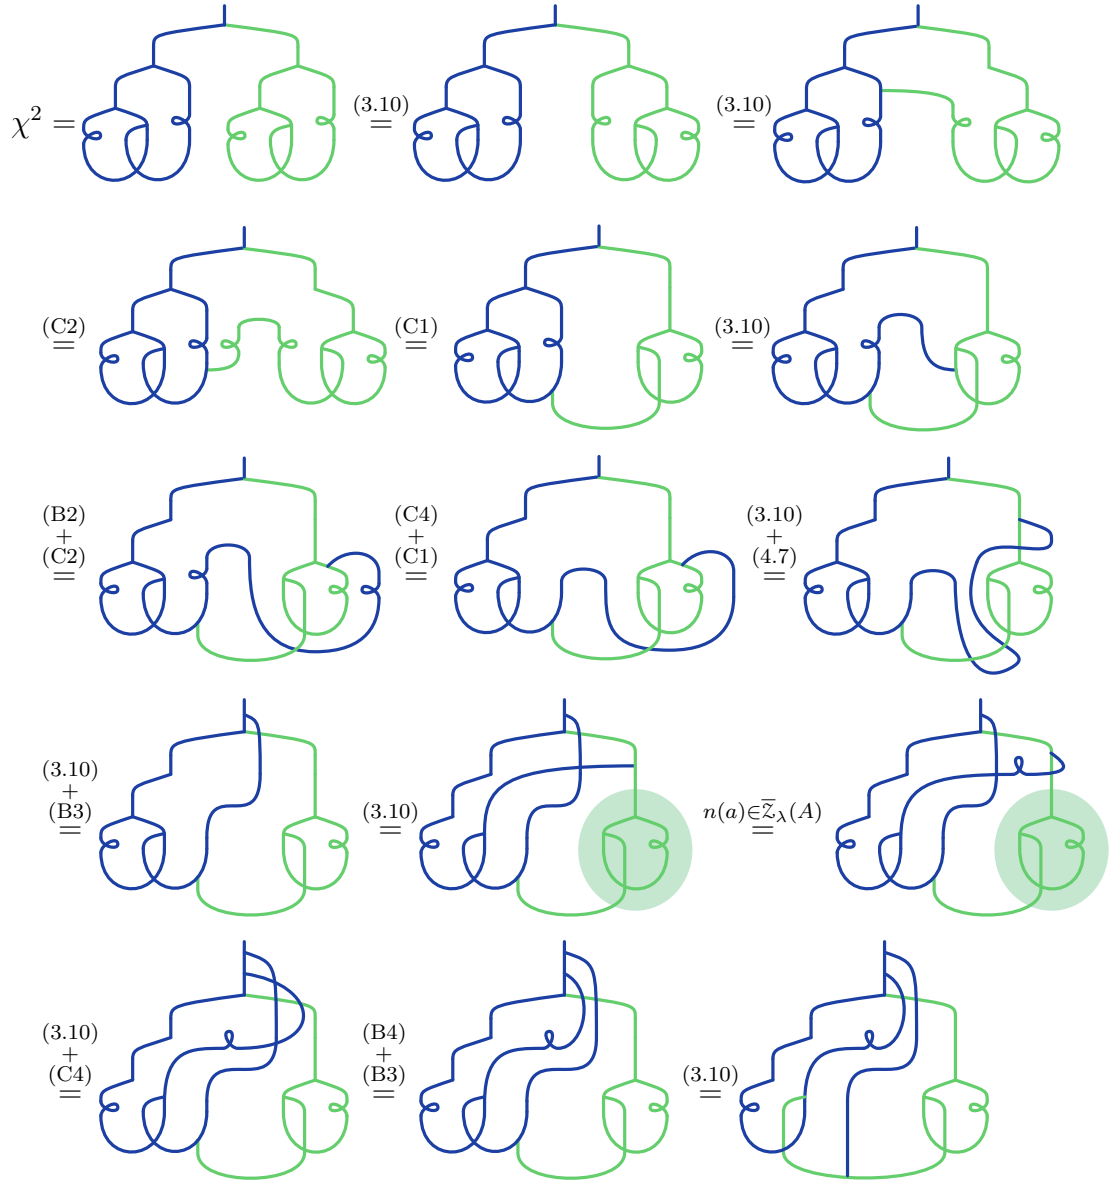 χ² = (3.10) = (3.10) =
(C2) = (C1) = (3.10) =
(B2) + (C2) = (C4) + (C1) = (3.10) + (4.7) =
(3.10) + (B3) = (3.10) = n(a)∈𝒵̅_λ(A) =
(3.10) + (C4) = (B4) + (B3) = (3.10) =